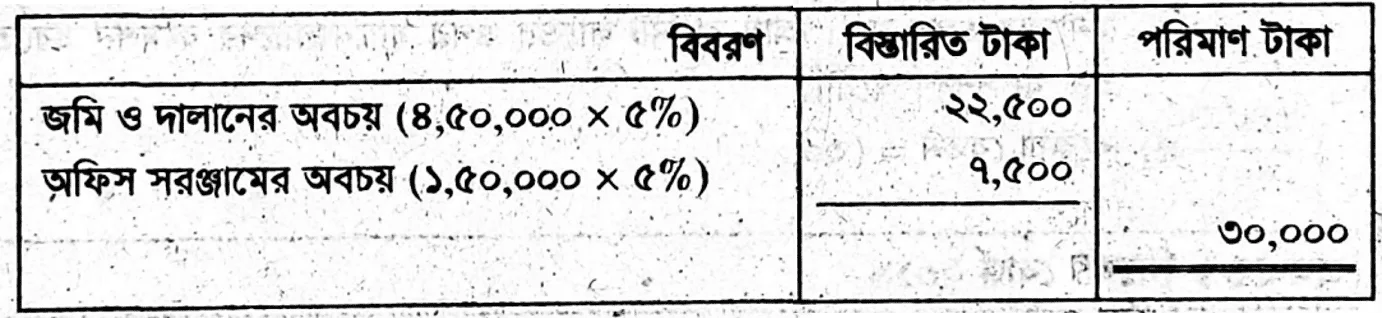 বিবরণ বিস্তারিত টাকা পরিমাণ টাকা
জমি ও দালানের অবচয় (৪,৫০,০০০ × ৫%) ২২,৫০০
অফিস সরঞ্জামের অবচয় (১,৫০,০০০ × ৫%) ৭,৫০০
৩০,০০০